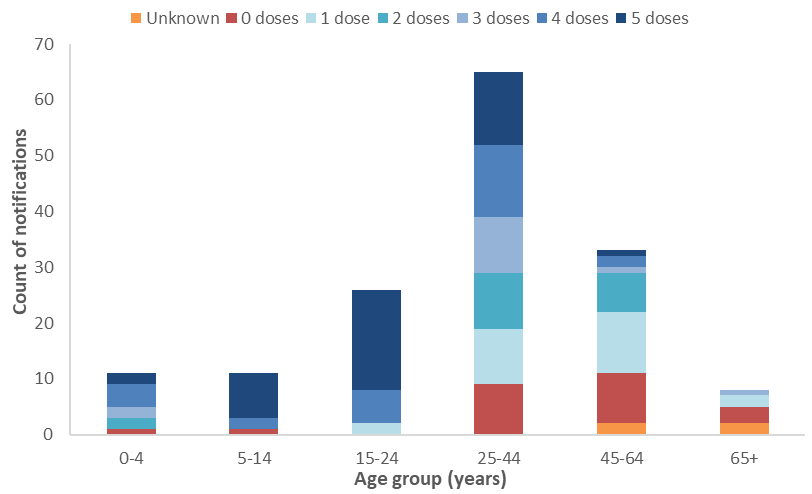 Unknown 0 doses 1 dose 2 doses 3 doses 4 doses 5 doses
70
60
50
40
30
20
10
0
Count of notifications
0-4 5-14 15-24 25-44 45-64 65+
Age group (years)